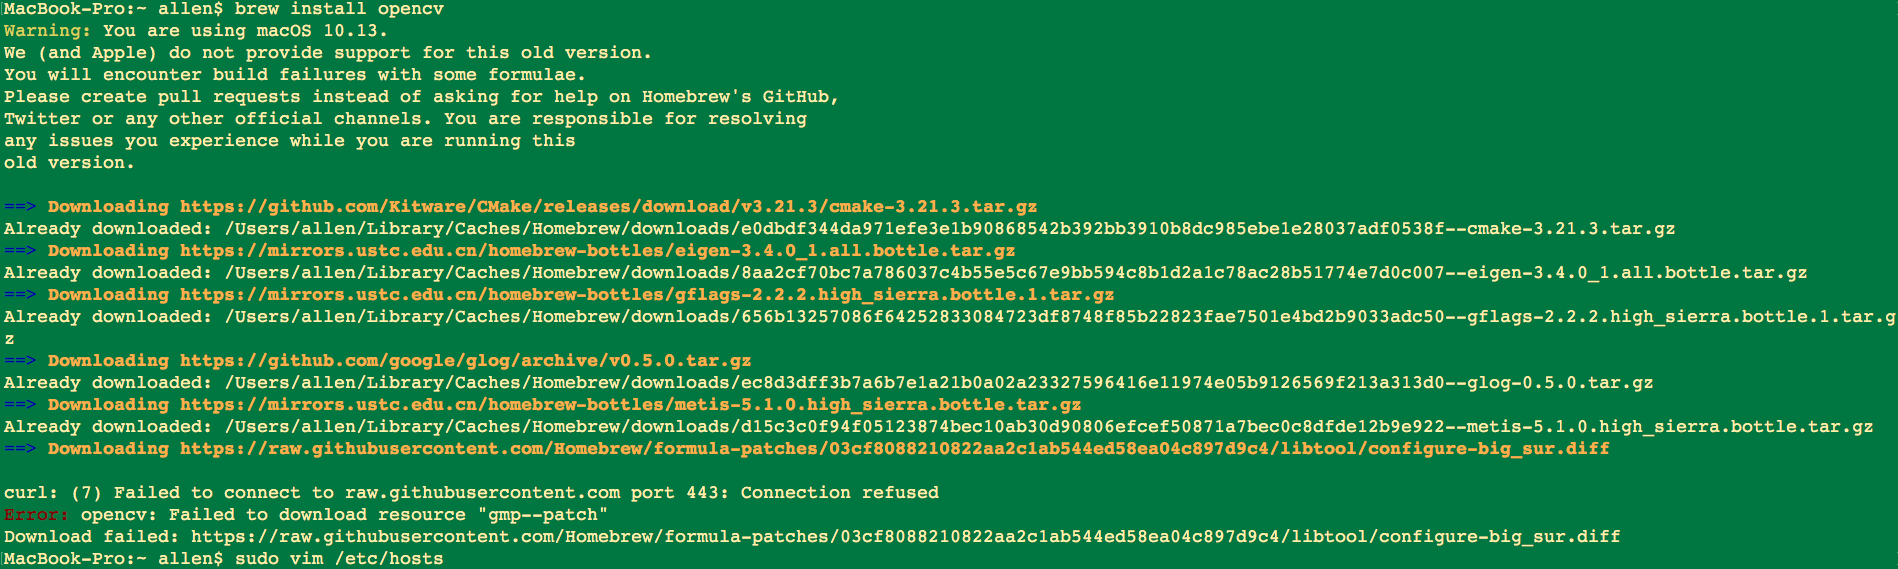 MacBook-Pro:~ allen$ brew install opencv
Warning: You are using macOS 10.13.
We (and Apple) do not provide support for this old version.
You will encounter build failures with some formulae.
Please create pull requests instead of asking for help on Homebrew's GitHub,
Twitter or any other official channels. You are responsible for resolving
any issues you experience while you are running this
old version.
==> Downloading https://github.com/Kitware/CMake/releases/download/v3.21.3/cmake-3.21.3.tar.gz
Already downloaded: /Users/allen/Library/Caches/Homebrew/downloads/e0dbdf344da971efe3e1b90868542b392bb3910b8dc985ebe1e28037adf0538f--cmake-3.21.3.tar.gz
==> Downloading https://mirrors.ustc.edu.cn/homebrew-bottles/eigen-3.4.0_1.all.bottle.tar.gz
Already downloaded: /Users/allen/Library/Caches/Homebrew/downloads/8aa2cf70bc7a786037c4b55e5c67e9bb594c8b1d2a1c78ac28b51774e7d0c007--eigen-3.4.0_1.all.bottle.tar.gz
==> Downloading https://mirrors.ustc.edu.cn/homebrew-bottles/gflags-2.2.2.high_sierra.bottle.1.tar.gz
Already downloaded: /Users/allen/Library/Caches/Homebrew/downloads/656b13257086f64252833084723df8748f85b22823fae7501e4bd2b9033adc50--gflags-2.2.2.high_sierra.bottle.1.tar.g
z
==> Downloading https://github.com/google/glog/archive/v0.5.0.tar.gz
Already downloaded: /Users/allen/Library/Caches/Homebrew/downloads/ec8d3dff3b7a6b7e1a21b0a02a23327596416e11974e05b9126569f213a313d0--glog-0.5.0.tar.gz
==> Downloading https://mirrors.ustc.edu.cn/homebrew-bottles/metis-5.1.0.high_sierra.bottle.tar.gz
Already downloaded: /Users/allen/Library/Caches/Homebrew/downloads/d15c3c0f94f05123874bec10ab30d90806efcef50871a7bec0c8dfde12b9e922--metis-5.1.0.high_sierra.bottle.tar.gz
==> Downloading https://raw.githubusercontent.com/Homebrew/formula-patches/03cf8088210822aa2c1ab544ed58ea04c897d9c4/libtool/configure-big_sur.diff
curl: (7) Failed to connect to raw.githubusercontent.com port 443: Connection refused
Error: opencv: Failed to download resource "gmp--patch"
Download failed: https://raw.githubusercontent.com/Homebrew/formula-patches/03cf8088210822aa2c1ab544ed58ea04c897d9c4/libtool/configure-big_sur.diff
MacBook-Pro:~ allen$ sudo vim /etc/hosts